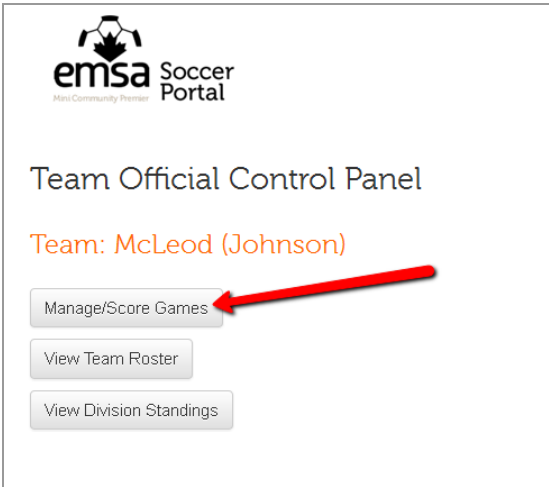 emsa Soccer
Mini Community Premier Portal
Team Official Control Panel
Team: McLeod (Johnson)
Manage/Score Games
View Team Roster
View Division Standings